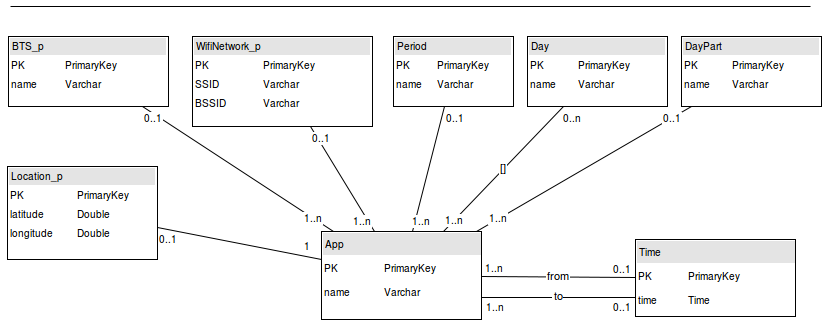 BTS_p
PK PrimaryKey
name Varchar
WifiNetwork_p
PK PrimaryKey
SSID Varchar
BSSID Varchar
Period
PK PrimaryKey
name Varchar
Day
PK PrimaryKey
name Varchar
DayPart
PK PrimaryKey
name Varchar
0..1
0..1
0..1
0..n
0..1
[]
Location_p
PK PrimaryKey
latitude Double
longitude Double
0..1
1
1..n
1..n
1..n
1..n
1..n
App
PK PrimaryKey
name Varchar
1..n
from
0..1
to
1..n
0..1
Time
PK PrimaryKey
time Time